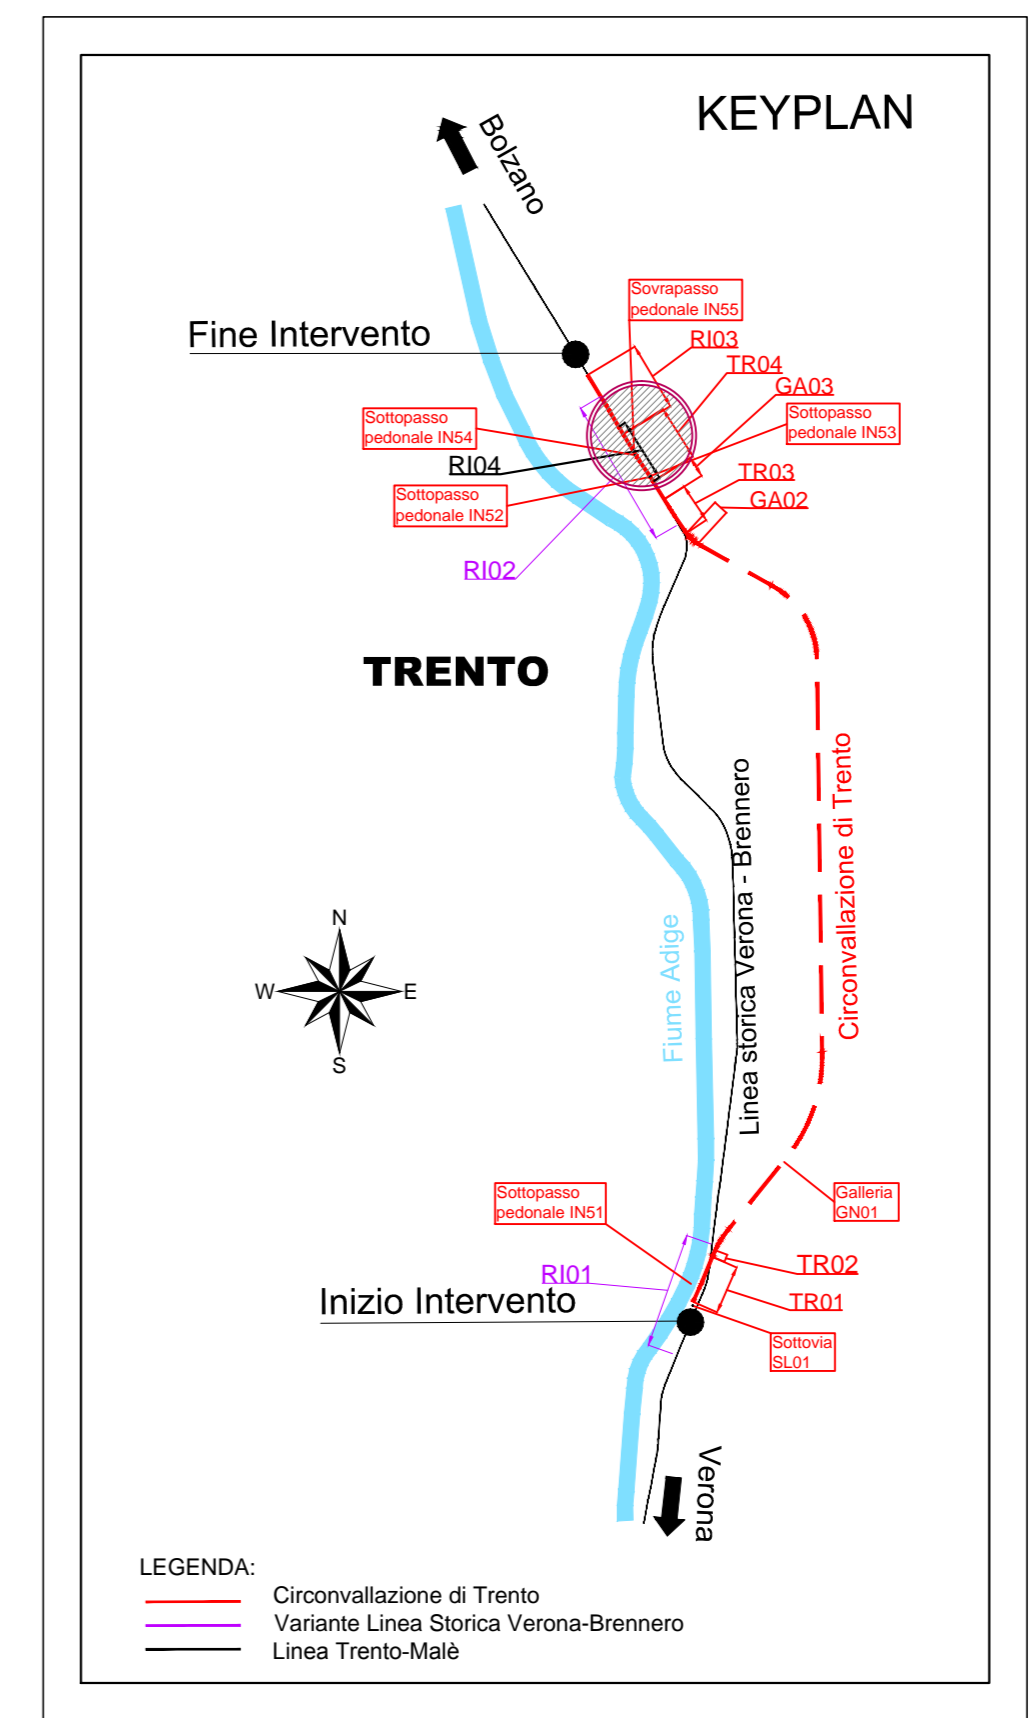 KEYPLAN
Bolzano
Sovrapasso
pedonale IN55
Fine Intervento
RI03
TR04
GA03
Sottopasso
pedonale IN54
Sottopasso
pedonale IN53
RI04
TR03
Sottopasso
pedonale IN52
GA02
RI02
TRENTO
Circonvallazione di Trento
Linea storica Verona - Brennero
Fiume Adige
N
W
E
S
Sottopasso
pedonale IN51
Galleria
GN01
RI01
TR02
Inizio Intervento
TR01
Sottovia
SL01
Verona
LEGENDA:
Circonvallazione di Trento
Variante Linea Storica Verona-Brennero
Linea Trento-Malè